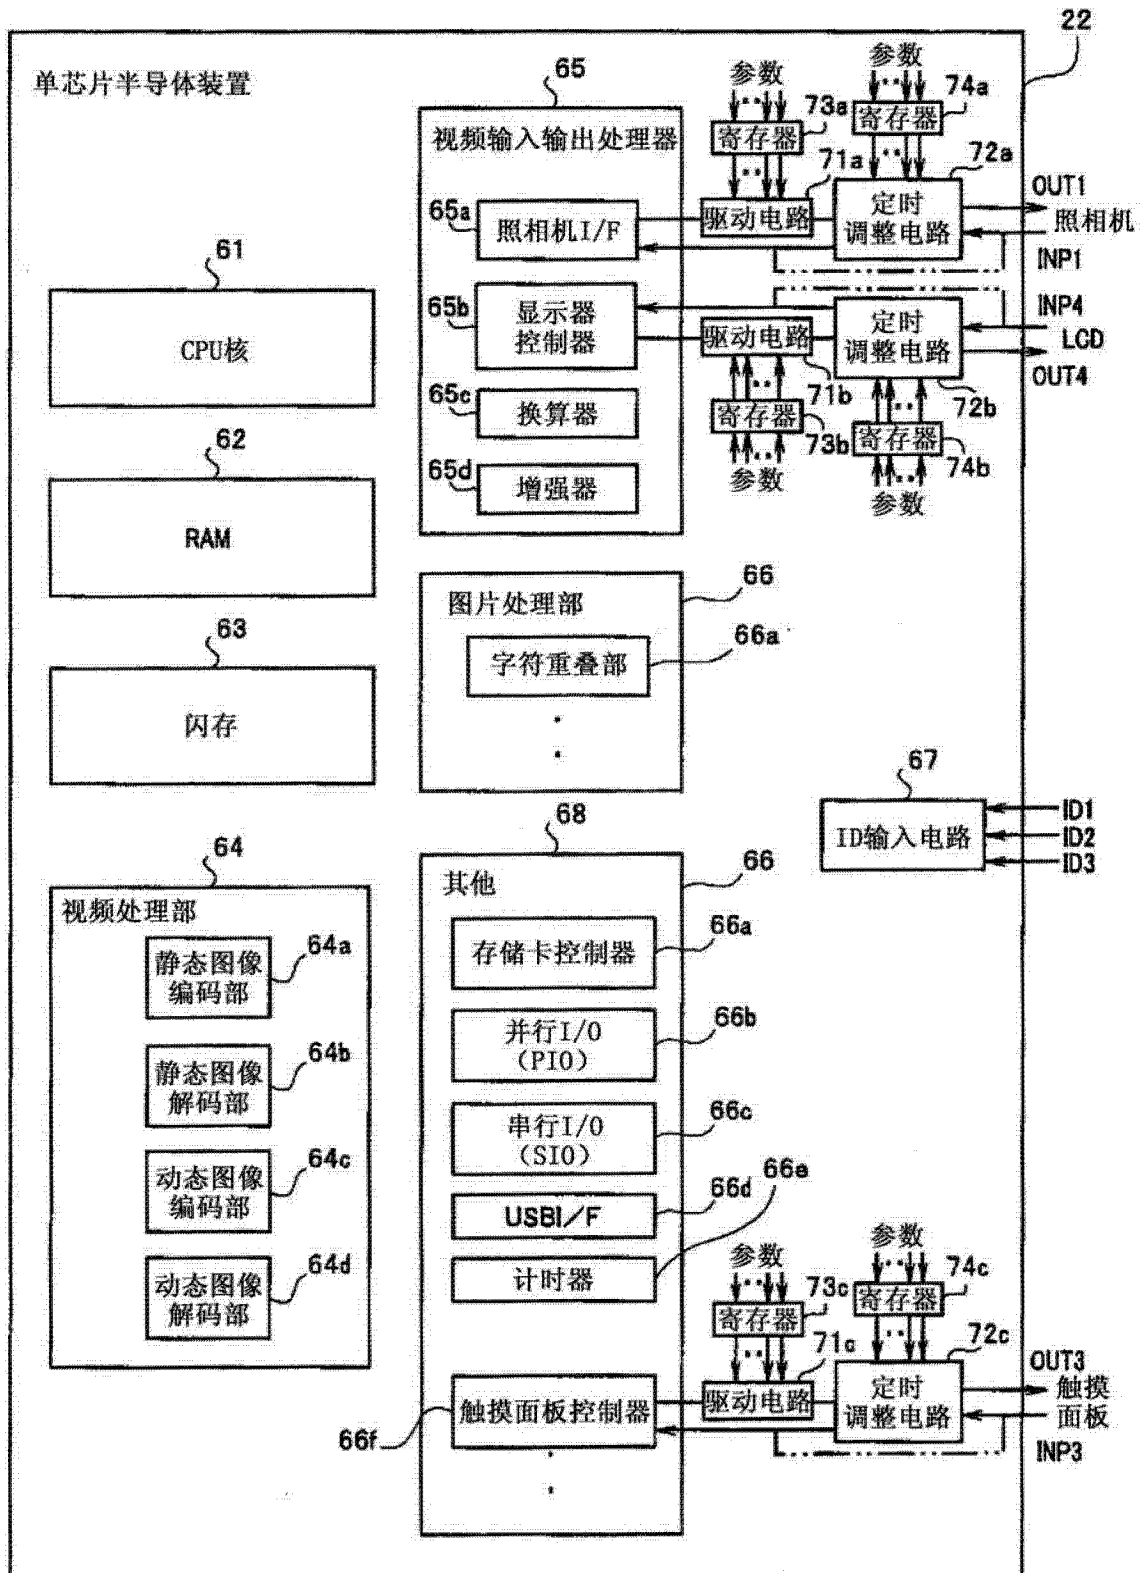 22
单芯片半导体装置
61
CPU核
62
RAM
63
闪存
64
视频处理部
64a
静态图像
编码部
64b
静态图像
解码部
64c
动态图像
编码部
64d
动态图像
解码部
65
视频输入输出处理器
65a
照相机I/F
65b
显示器
控制器
65c
换算器
65d
增强器
参数
73a
寄存器
71a
驱动电路
参数
74a
寄存器
72a
定时
调整电路
OUT1
照相机
INP1
INP4
LCD
OUT4
驱动电路
71b
寄存器
73b
参数
定时
调整电路
72b
寄存器
74b
参数
66
图片处理部
66a
字符重叠部
67
ID输入电路
ID1
ID2
ID3
68
66
其他
66a
存储卡控制器
66b
并行I/O
(PIO)
66c
串行I/O
(SIO)
66d
USBI/F
66e
计时器
66f
触摸面板控制器
参数
73c
寄存器
71c
驱动电路
参数
74c
寄存器
72c
定时
调整电路
OUT3
触摸
面板
INP3